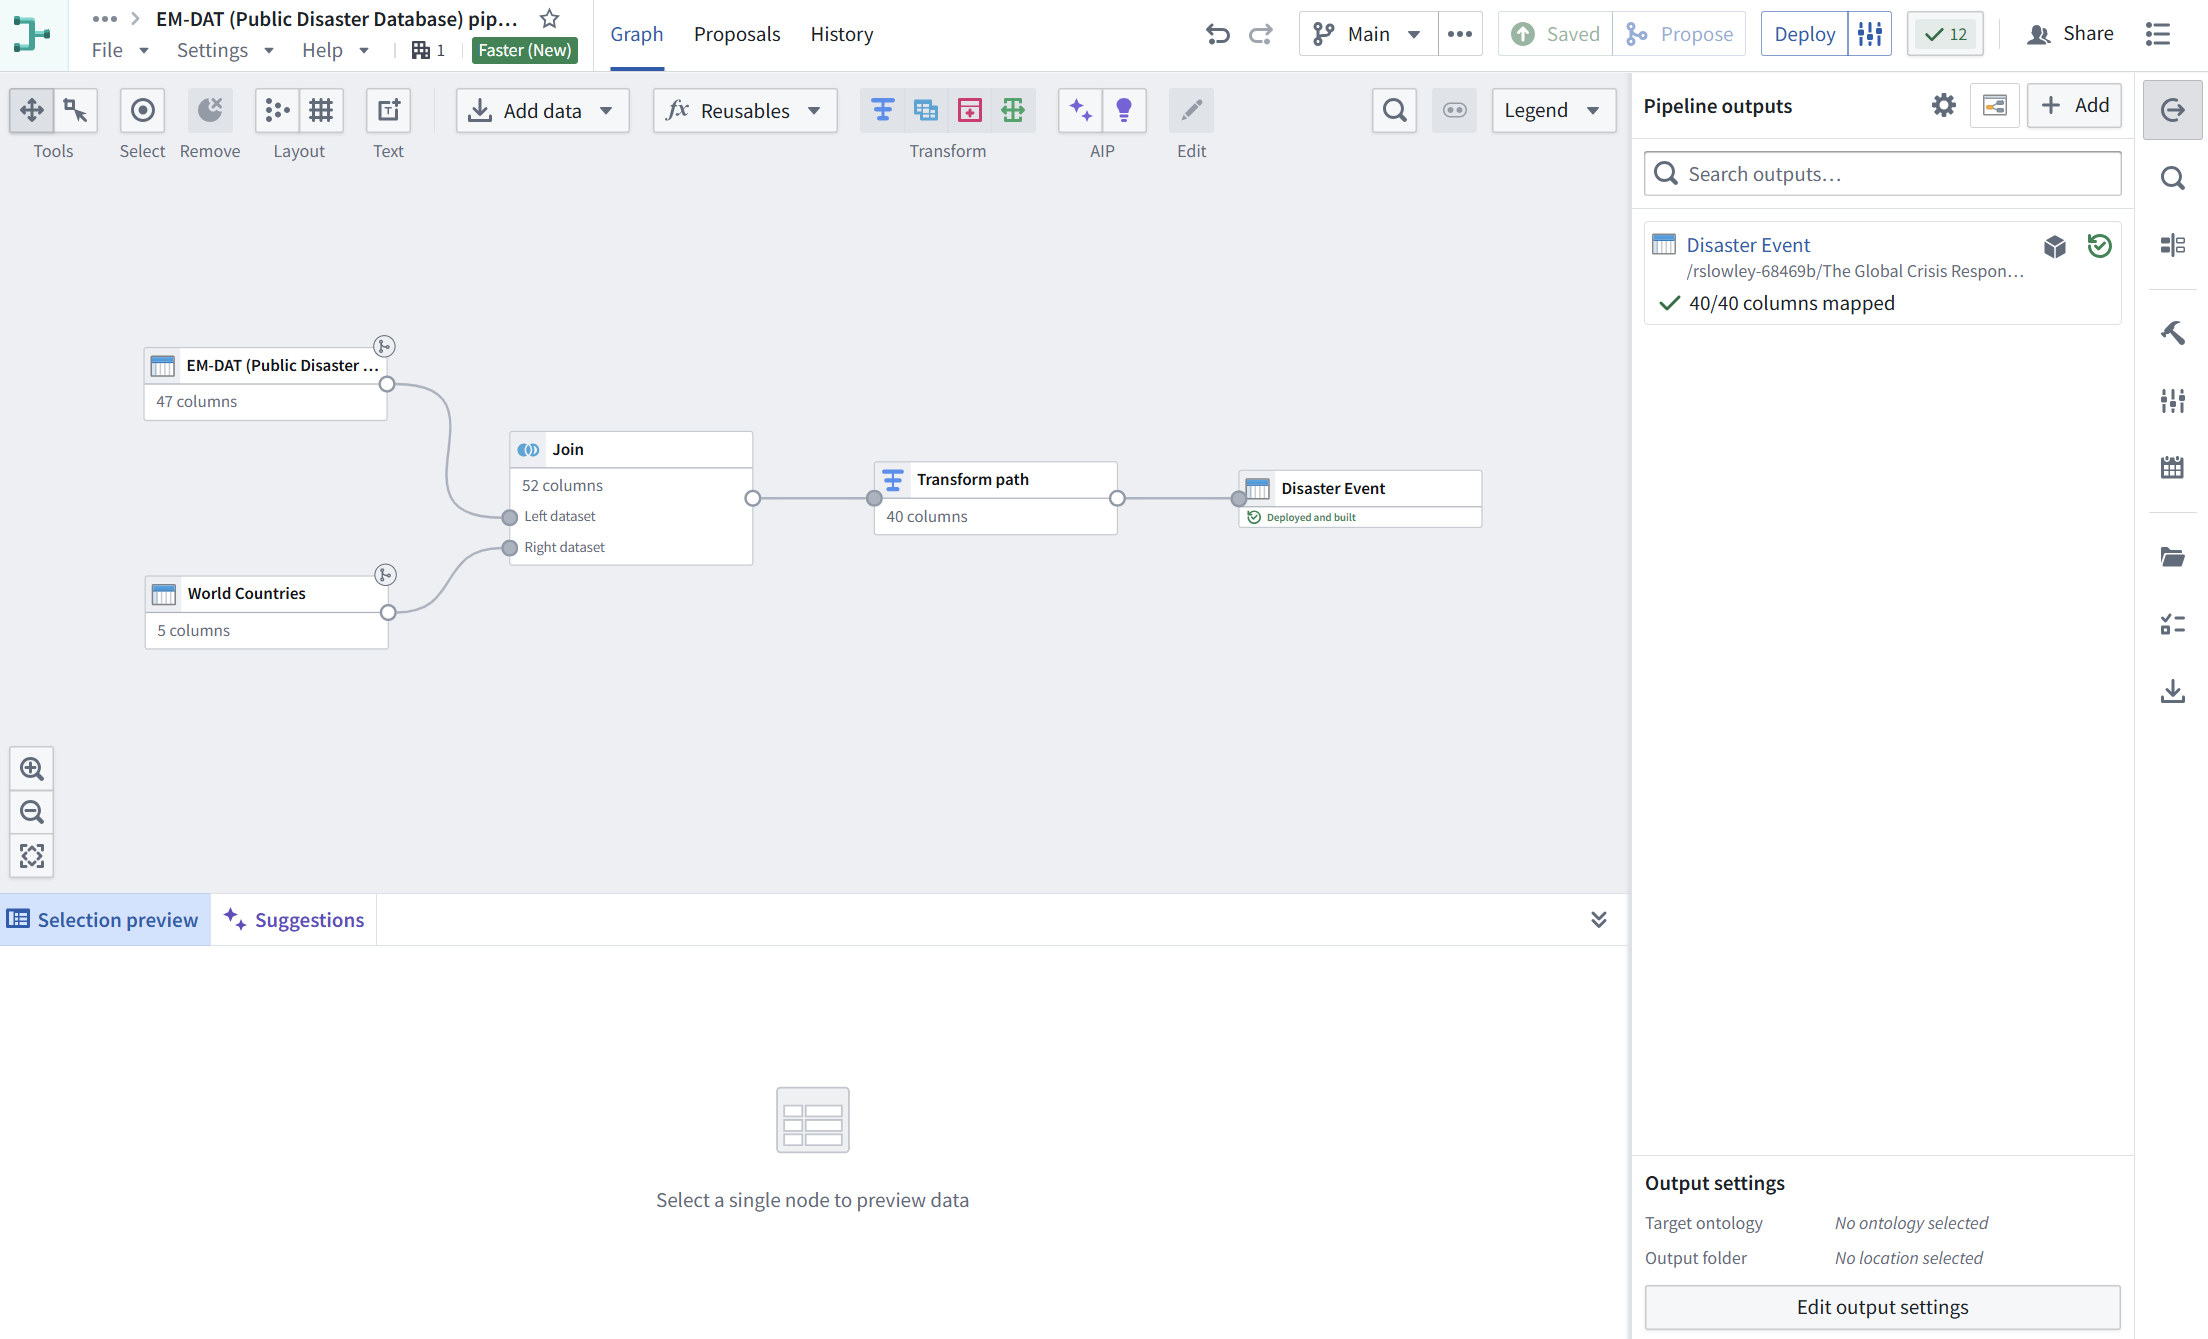 EM-DAT (Public Disaster Database) pip...
File
Settings
Help
1
Faster (New)
Graph
Proposals
History
Main
Saved
Propose
Deploy
12
Share
Tools
Select
Remove
Layout
Text
Add data
Reusables
Transform
AIP
Edit
Legend
EM-DAT (Public Disaster ...
47 columns
World Countries
5 columns
Join
52 columns
Left dataset
Right dataset
Transform path
40 columns
Disaster Event
Deployed and built
Selection preview
Suggestions
Select a single node to preview data
Pipeline outputs
Add
Search outputs...
Disaster Event
/rslowley-68469b/The Global Crisis Respon...
40/40 columns mapped
Output settings
Target ontology
No ontology selected
Output folder
No location selected
Edit output settings